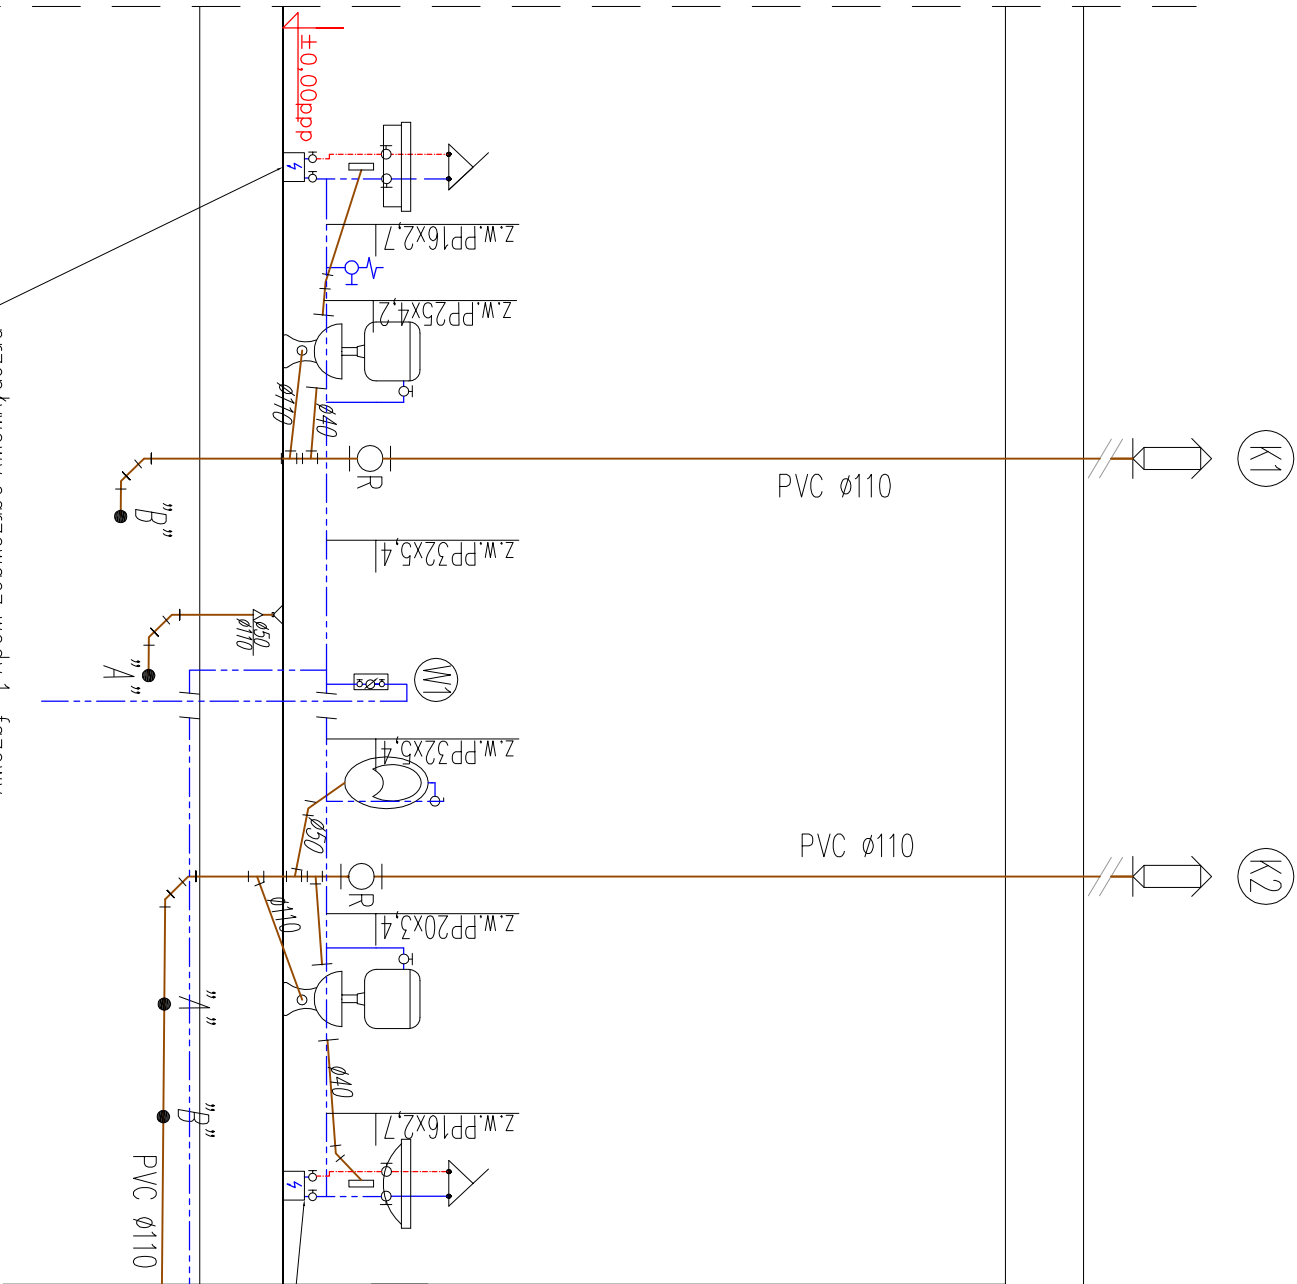 ±0,00ppp
z.w.PP16x2,7
z.w.PP25x4,2
ø110
ø40
K1
PVC ø110
R
„B”
z.w.PP32x5,4
ø50
ø110
„A”
W1
z.w.PP32x5,4
ø50
K2
PVC ø110
R
ø110
z.w.PP20x3,4
„A”
ø40
„B”
z.w.PP16x2,7
PVC ø110